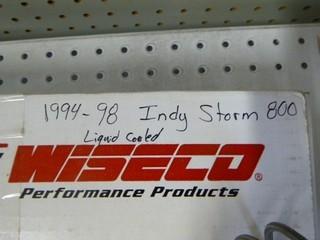 1994-98 Indy Storm 800
Liquid Cooled
WISECO®
Performance Products